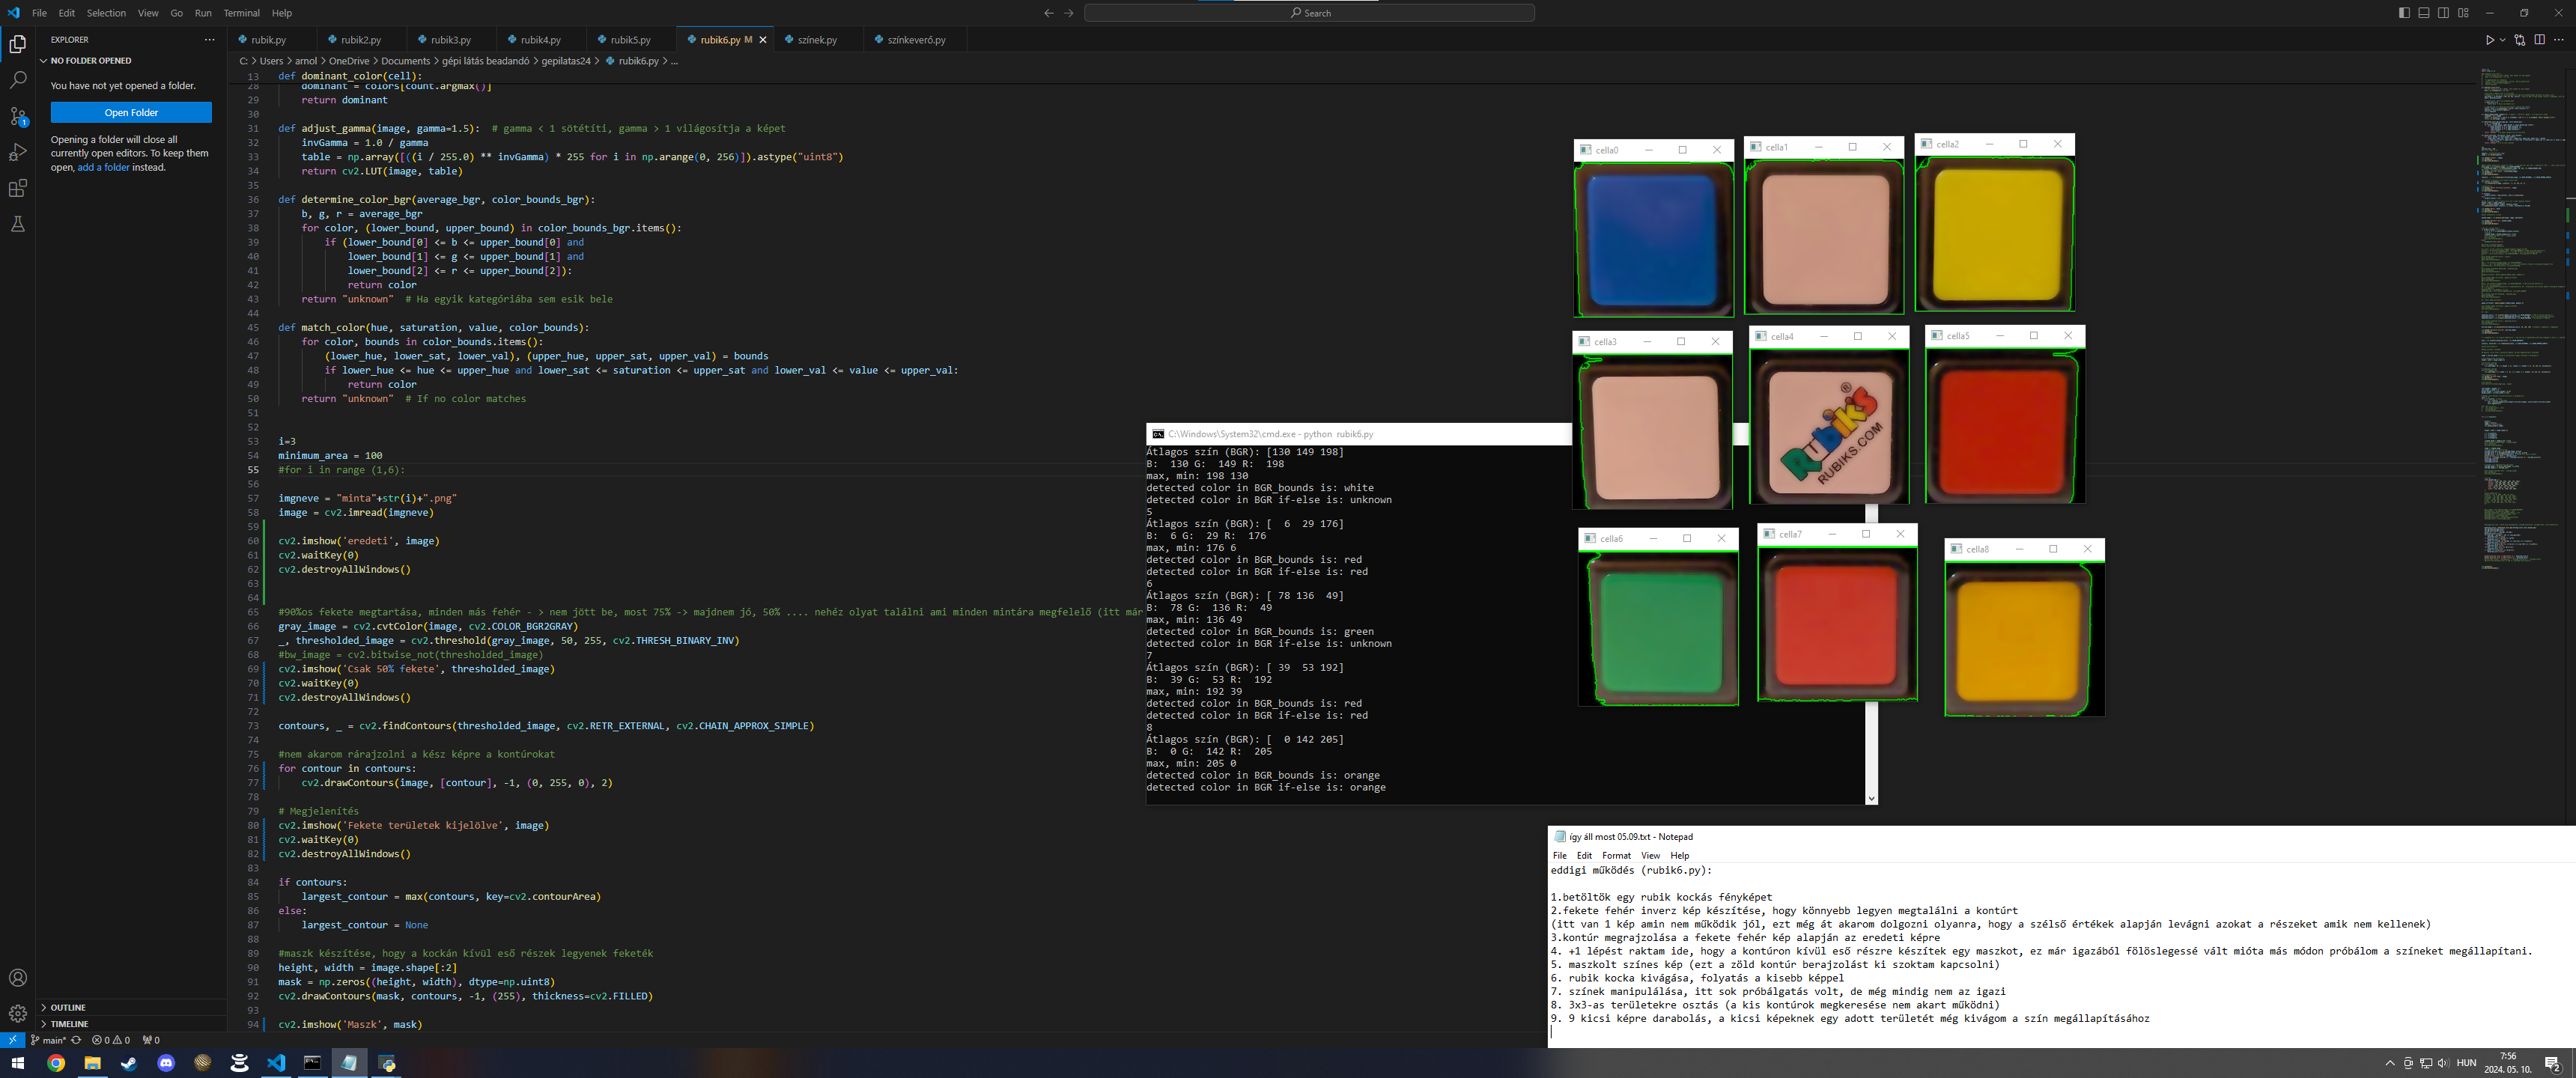 File Edit Selection View Go Run Terminal Help
Search
EXPLORER
NO FOLDER OPENED
You have not yet opened a folder.
Open Folder
Opening a folder will close all
currently open editors. To keep them
open, add a folder instead.
OUTLINE
TIMELINE
rubik.py rubik2.py rubik3.py rubik4.py rubik5.py rubik6.py M színek.py színkeverő.py
C: > Users > arnol > OneDrive > Documents > gépi látás beadandó > gepilatas24 > rubik6.py > ...
13 def dominant_color(cell):
28 dominant = colors[count.argmax()]
29 return dominant
30
31 def adjust_gamma(image, gamma=1.5): # gamma < 1 sötétíti, gamma > 1 világosítja a képet
32 invGamma = 1.0 / gamma
33 table = np.array([((i / 255.0) ** invGamma) * 255 for i in np.arange(0, 256)]).astype("uint8")
34 return cv2.LUT(image, table)
35
36 def determine_color_bgr(average_bgr, color_bounds_bgr):
37 b, g, r = average_bgr
38 for color, (lower_bound, upper_bound) in color_bounds_bgr.items():
39 if (lower_bound[0] <= b <= upper_bound[0] and
40 lower_bound[1] <= g <= upper_bound[1] and
41 lower_bound[2] <= r <= upper_bound[2]):
42 return color
43 return "unknown" # Ha egyik kategóriába sem esik bele
44
45 def match_color(hue, saturation, value, color_bounds):
46 for color, bounds in color_bounds.items():
47 (lower_hue, lower_sat, lower_val), (upper_hue, upper_sat, upper_val) = bounds
48 if lower_hue <= hue <= upper_hue and lower_sat <= saturation <= upper_sat and lower_val <= value <= upper_val:
49 return color
50 return "unknown" # If no color matches
51
52
53 i=3
54 minimum_area = 100
55 #for i in range (1,6):
56
57 imgneve = "minta"+str(i)+".png"
58 image = cv2.imread(imgneve)
59
60 cv2.imshow('eredeti', image)
61 cv2.waitKey(0)
62 cv2.destroyAllWindows()
63
64
65 #90%os fekete megtartása, minden más fehér - > nem jött be, most 75% -> majdnem jó, 50% .... nehéz olyat találni ami minden mintára megfelelő (itt már
66 gray_image = cv2.cvtColor(image, cv2.COLOR_BGR2GRAY)
67 _, thresholded_image = cv2.threshold(gray_image, 50, 255, cv2.THRESH_BINARY_INV)
68 #bw_image = cv2.bitwise_not(thresholded_image)
69 cv2.imshow('Csak 50% fekete', thresholded_image)
70 cv2.waitKey(0)
71 cv2.destroyAllWindows()
72
73 contours, _ = cv2.findContours(thresholded_image, cv2.RETR_EXTERNAL, cv2.CHAIN_APPROX_SIMPLE)
74
75 #nem akarom rárajzolni a kész képre a kontúrokat
76 for contour in contours:
77 cv2.drawContours(image, [contour], -1, (0, 255, 0), 2)
78
79 # Megjelenítés
80 cv2.imshow('Fekete területek kijelölve', image)
81 cv2.waitKey(0)
82 cv2.destroyAllWindows()
83
84 if contours:
85 largest_contour = max(contours, key=cv2.contourArea)
86 else:
87 largest_contour = None
88
89 #maszk készítése, hogy a kockán kívül eső részek legyenek feketék
90 height, width = image.shape[:2]
91 mask = np.zeros((height, width), dtype=np.uint8)
92 cv2.drawContours(mask, contours, -1, (255), thickness=cv2.FILLED)
93
94 cv2.imshow('Maszk', mask)
C:\Windows\System32\cmd.exe - python rubik6.py
Átlagos szín (BGR): [130 149 198]
B: 130 G: 149 R: 198
max, min: 198 130
detected color in BGR_bounds is: white
detected color in BGR if-else is: unknown
5
Átlagos szín (BGR): [ 6 29 176]
B: 6 G: 29 R: 176
max, min: 176 6
detected color in BGR_bounds is: red
detected color in BGR if-else is: red
6
Átlagos szín (BGR): [ 78 136 49]
B: 78 G: 136 R: 49
max, min: 136 49
detected color in BGR_bounds is: green
detected color in BGR if-else is: unknown
7
Átlagos szín (BGR): [ 39 53 192]
B: 39 G: 53 R: 192
max, min: 192 39
detected color in BGR_bounds is: red
detected color in BGR if-else is: red
8
Átlagos szín (BGR): [ 0 142 205]
B: 0 G: 142 R: 205
max, min: 205 0
detected color in BGR_bounds is: orange
detected color in BGR if-else is: orange
cella0
cella1
cella2
cella3
cella4
Rubik's ®
RUBIKS.COM
cella5
cella6
cella7
cella8
így áll most 05.09.txt - Notepad
File Edit Format View Help
eddigi működés (rubik6.py):
1.betöltök egy rubik kockás fényképet
2.fekete fehér inverz kép készítése, hogy könnyebb legyen megtalálni a kontúrt
(itt van 1 kép amin nem működik jól, ezt még át akarom dolgozni olyanra, hogy a szélső értékek alapján levágni azokat a részeket amik nem kellenek)
3.kontúr megrajzolása a fekete fehér kép alapján az eredeti képre
4. +1 lépést raktam ide, hogy a kontúron kívül eső részre készítek egy maszkot, ez már igazából fölöslegessé vált mióta más módon próbálom a színeket megállapítani.
5. maszkolt színes kép (ezt a zöld kontúr berajzolást ki szoktam kapcsolni)
6. rubik kocka kivágása, folyatás a kisebb képpel
7. színek manipulálása, itt sok próbálgatás volt, de még mindig nem az igazi
8. 3x3-as területekre osztás (a kis kontúrok megkeresése nem akart működni)
9. 9 kicsi képre darabolás, a kicsi képeknek egy adott területét még kivágom a szín megállapításához
main* 0 0 0
HUN
7:56
2024. 05. 10.
2